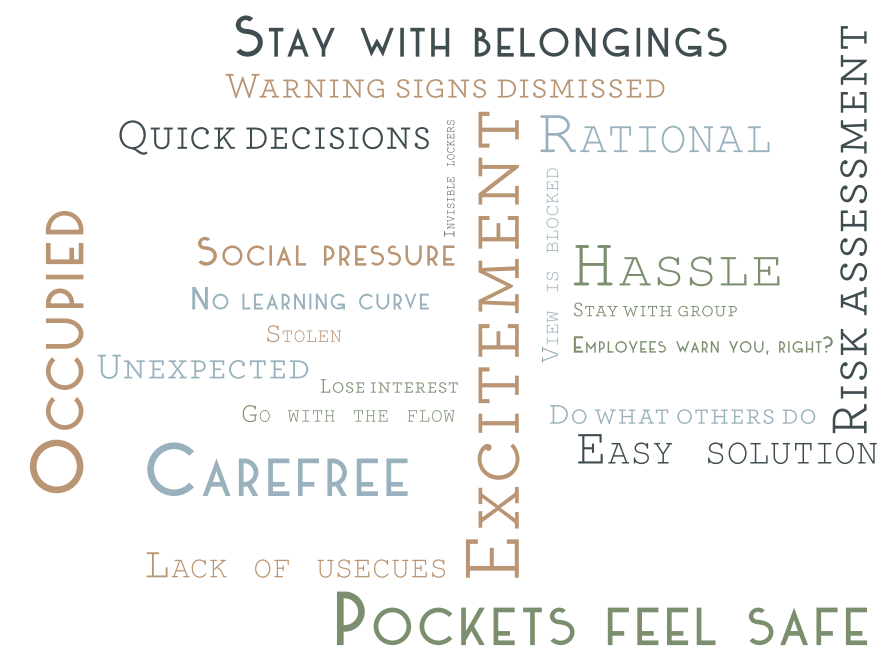 Stay with belongings
Warning signs dismissed
Quick decisions
Invisible lockers
Excitement
Rational
View is blocked
Risk assessment
Occupied
Social pressure
Hassle
No learning curve
Stay with group
Stolen
Employees warn you, right?
Unexpected
Lose interest
Go with the flow
Do what others do
Easy solution
Carefree
Lack of usecues
Pockets feel safe